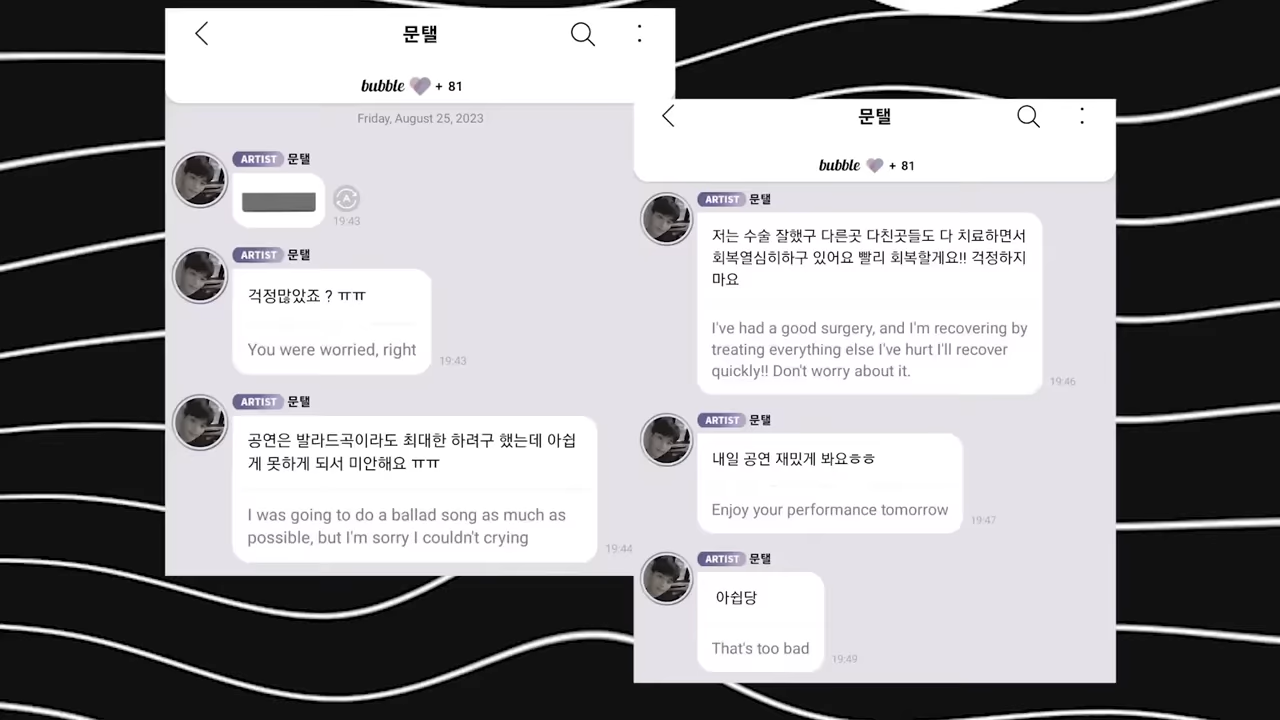 문탤
bubble + 81
Friday, August 25, 2023
ARTIST 문탤
19:43
ARTIST 문탤
걱정많았죠 ? ㅠㅠ
You were worried, right
19:43
ARTIST 문탤
공연은 발라드곡이라도 최대한 하려구 했는데 아쉽
게 못하게 되서 미안해요 ㅠㅠ
I was going to do a ballad song as much as
possible, but I'm sorry I couldn't crying
19:44
문탤
bubble + 81
ARTIST 문탤
저는 수술 잘했구 다른곳 다친곳들도 다 치료하면서
회복열심히하구 있어요 빨리 회복할게요!! 걱정하지
마요
I've had a good surgery, and I'm recovering by
treating everything else I've hurt I'll recover
quickly!! Don't worry about it.
19:46
ARTIST 문탤
내일 공연 재밌게 봐요ㅎㅎ
Enjoy your performance tomorrow
19:47
ARTIST 문탤
아쉽당
That's too bad
19:49